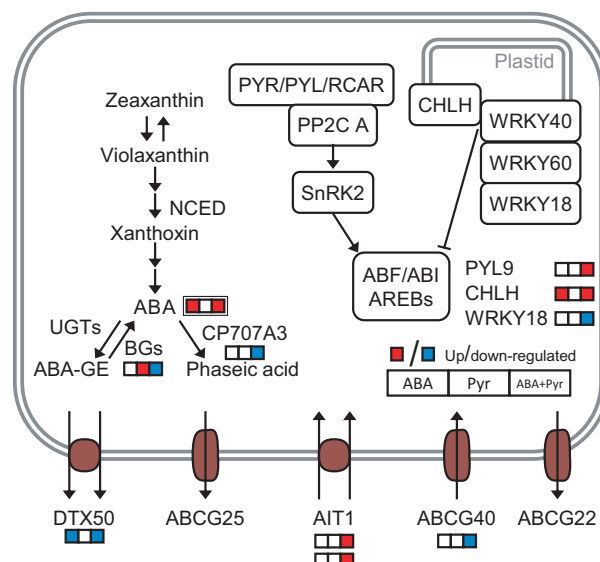 Plastid
PYR/PYL/RCAR
CHLH
Zeaxanthin
PP2C A
WRKY40
Violaxanthin
WRKY60
SnRK2
WRKY18
NCED
Xanthoxin
ABF/ABI
AREBs
PYL9
CHLH
WRKY18
ABA
UGTs
CP707A3
BGs
ABA-GE
Phaseic acid
/ Up/down-regulated
ABA Pyr ABA+Pyr
DTX50 ABCG25 AIT1 ABCG40 ABCG22